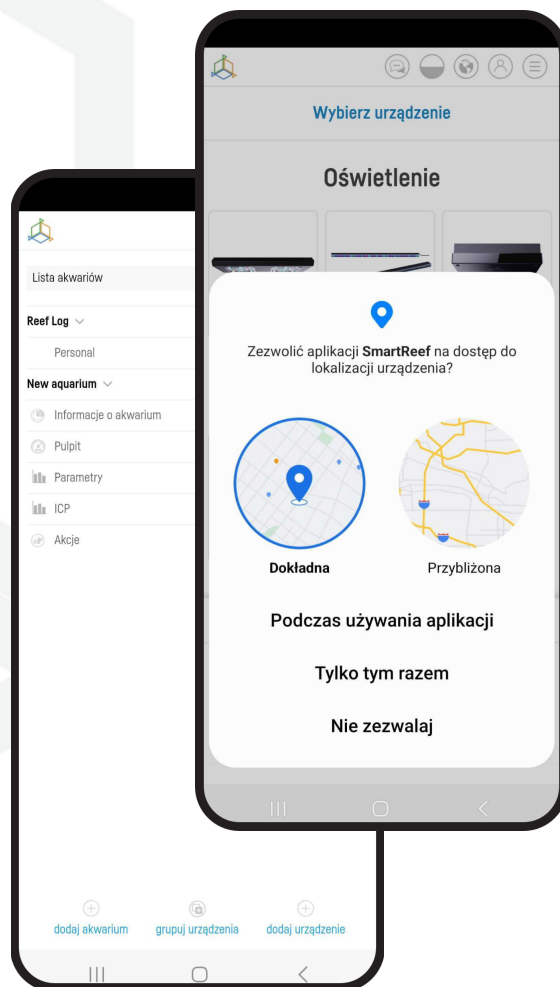 Lista akwariów
Reef Log
Personal
New aquarium
Informacje o akwarium
Pulpit
Parametry
ICP
Akcje
dodaj akwarium
grupuj urządzenia
dodaj urządzenie
Wybierz urządzenie
Oświetlenie
Zezwolić aplikacji SmartReef na dostęp do
lokalizacji urządzenia?
Dokładna
Przybliżona
Podczas używania aplikacji
Tylko tym razem
Nie zezwalaj